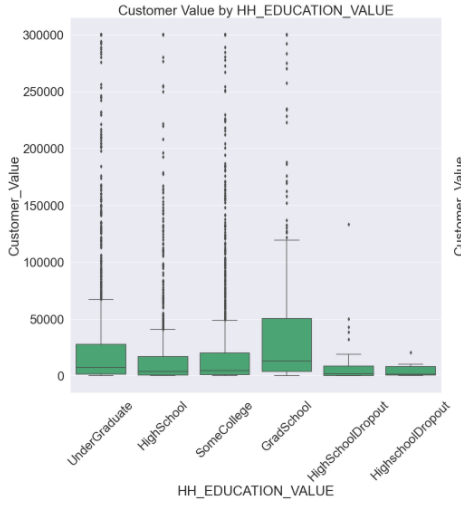 Customer Value by HH_EDUCATION_VALUE
300000
250000
200000
150000
100000
50000
0
Customer_Value
UnderGraduate
HighSchool
SomeCollege
GradSchool
HighSchoolDropout
HighschoolDropout
HH_EDUCATION_VALUE
Customer_Value